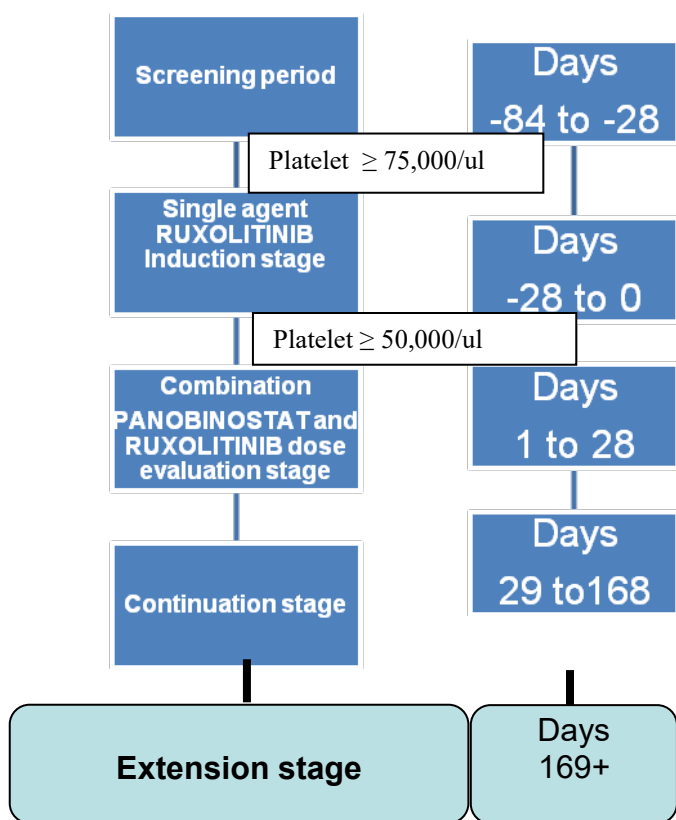 Screening period
Days
-84 to -28
Platelet ≥ 75,000/ul
Single agent
RUXOLITINIB
Induction stage
Days
-28 to 0
Platelet ≥ 50,000/ul
Combination
PANOBINOSTAT and
RUXOLITINIB dose
evaluation stage
Days
1 to 28
Continuation stage
Days
29 to168
Extension stage
Days
169+